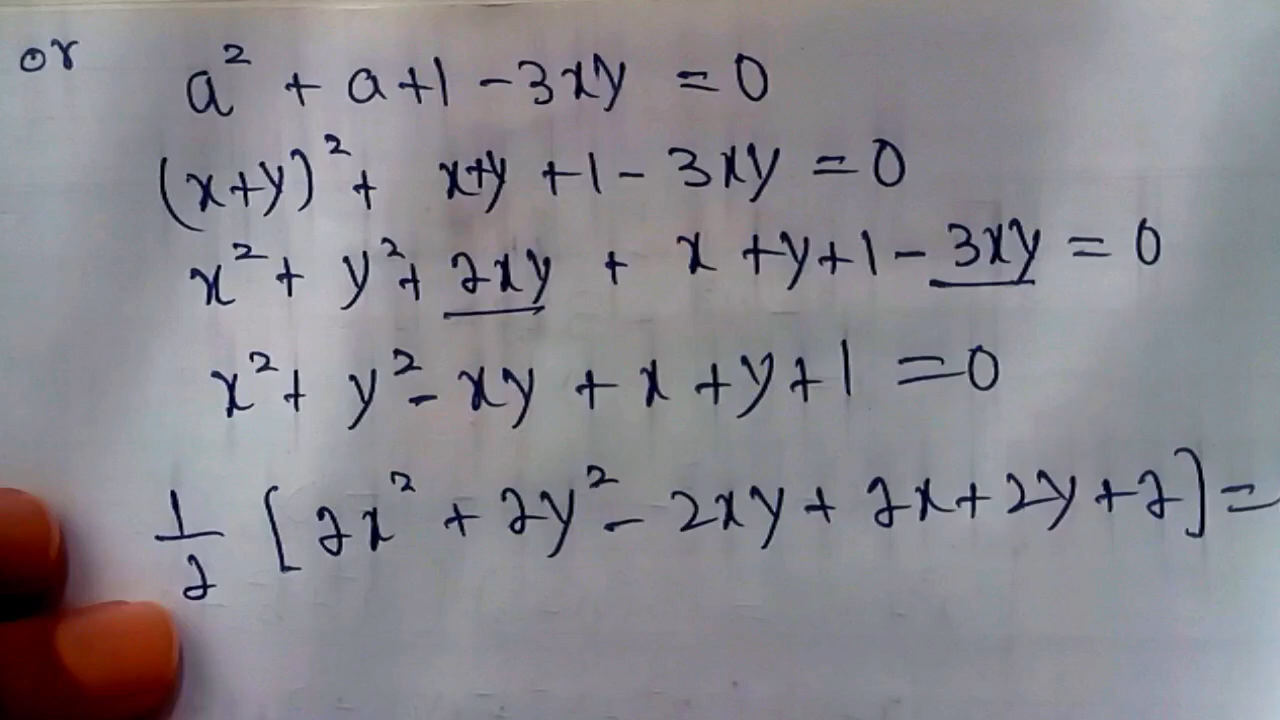 or a² + a + 1 - 3xy = 0
(x+y)² + x+y + 1 - 3xy = 0
x² + y² + 2xy + x + y + 1 - 3xy = 0
x² + y² - xy + x + y + 1 = 0
1/2 [2x² + 2y² - 2xy + 2x + 2y + 2] =